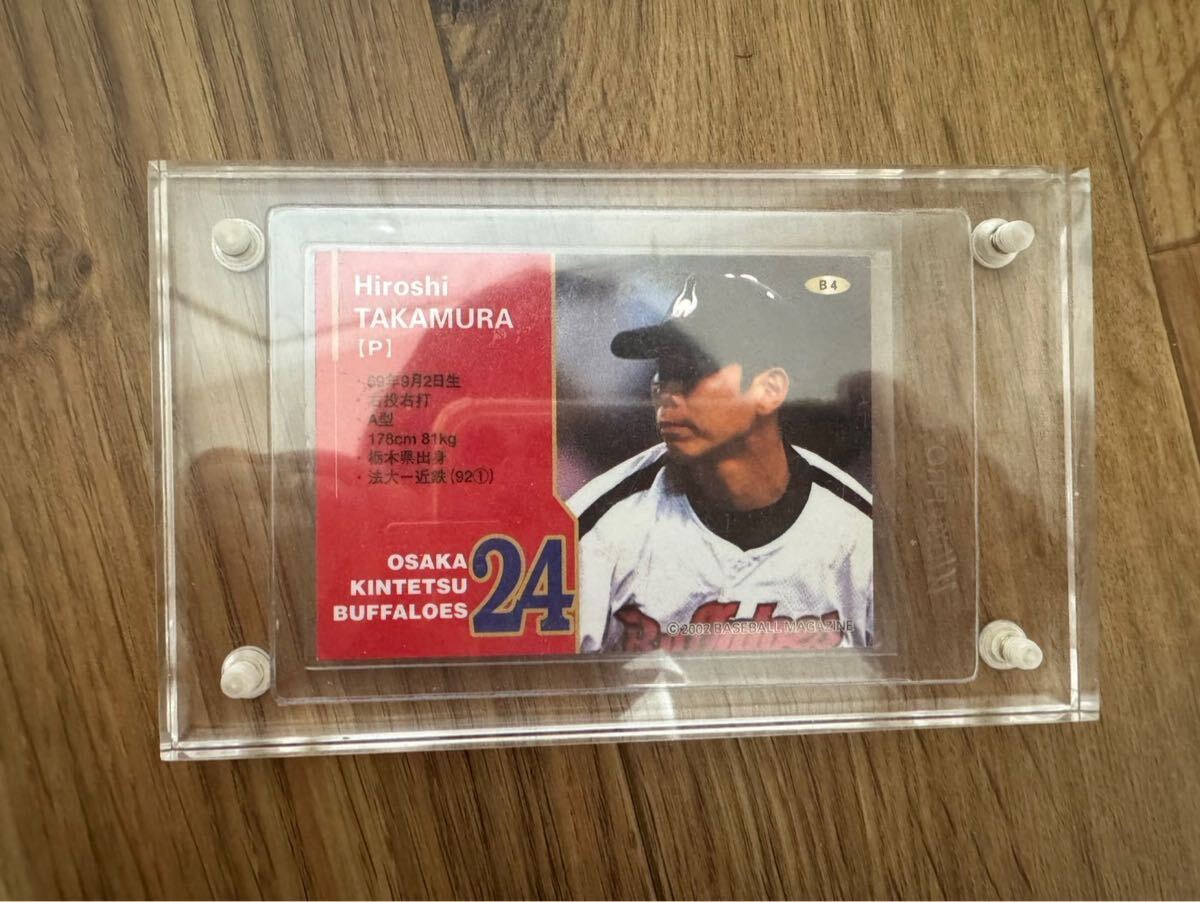 Hiroshi
TAKAMURA
[P]
・69年9月2日生
・右投右打
・A型
・178cm 81kg
・栃木県出身
・法大―近鉄(92①)
OSAKA
KINTETSU
BUFFALOES
24
B4
© 2002 BASEBALL MAGAZINE